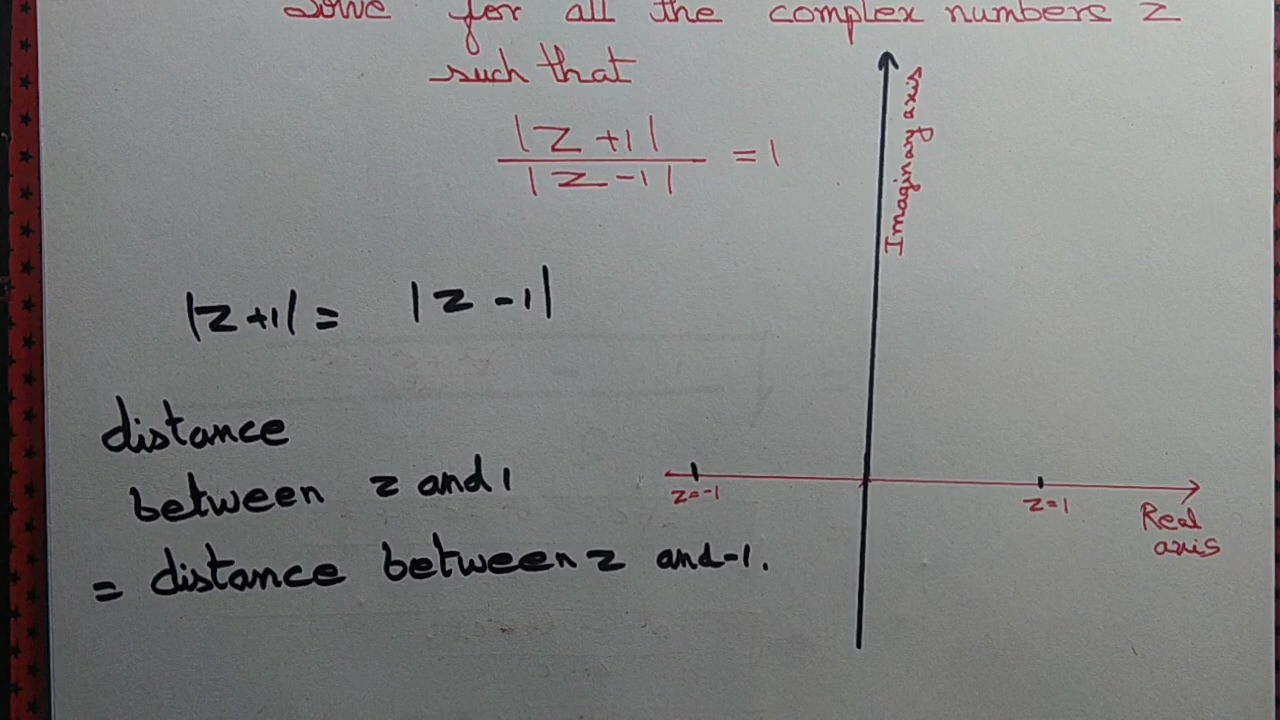 Solve for all the complex numbers z
such that
|z+1|
|z-1|
= 1
Imaginary axis
|z+1| = |z-1|
distance
between z and 1
= distance between z and -1.
z=-1
z=1
Real
axis